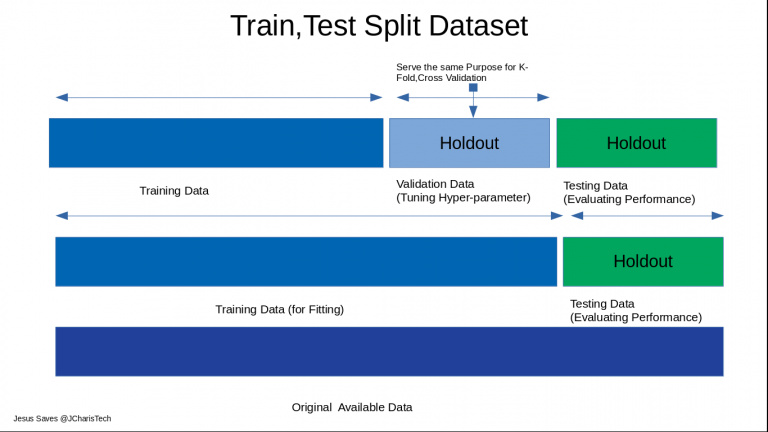 Train,Test Split Dataset
Serve the same Purpose for K-
Fold,Cross Validation
Holdout
Holdout
Training Data
Validation Data
(Tuning Hyper-parameter)
Testing Data
(Evaluating Performance)
Holdout
Training Data (for Fitting)
Testing Data
(Evaluating Performance)
Original  Available Data
Jesus Saves @JCharisTech